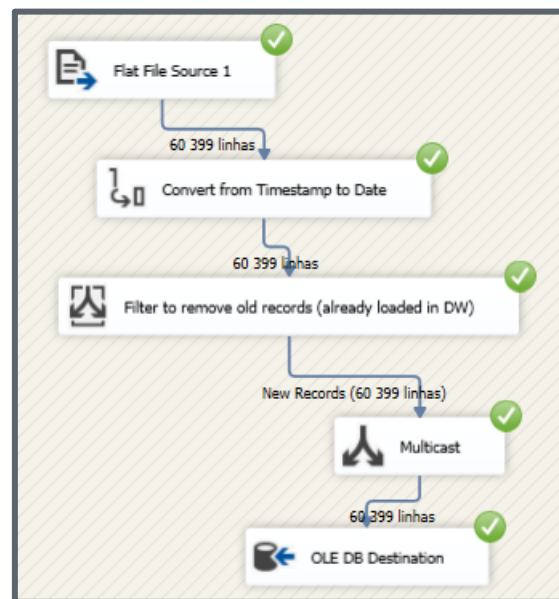 Flat File Source 1
60 399 linhas
Convert from Timestamp to Date
60 399 linhas
Filter to remove old records (already loaded in DW)
New Records (60 399 linhas)
Multicast
60 399 linhas
OLE DB Destination